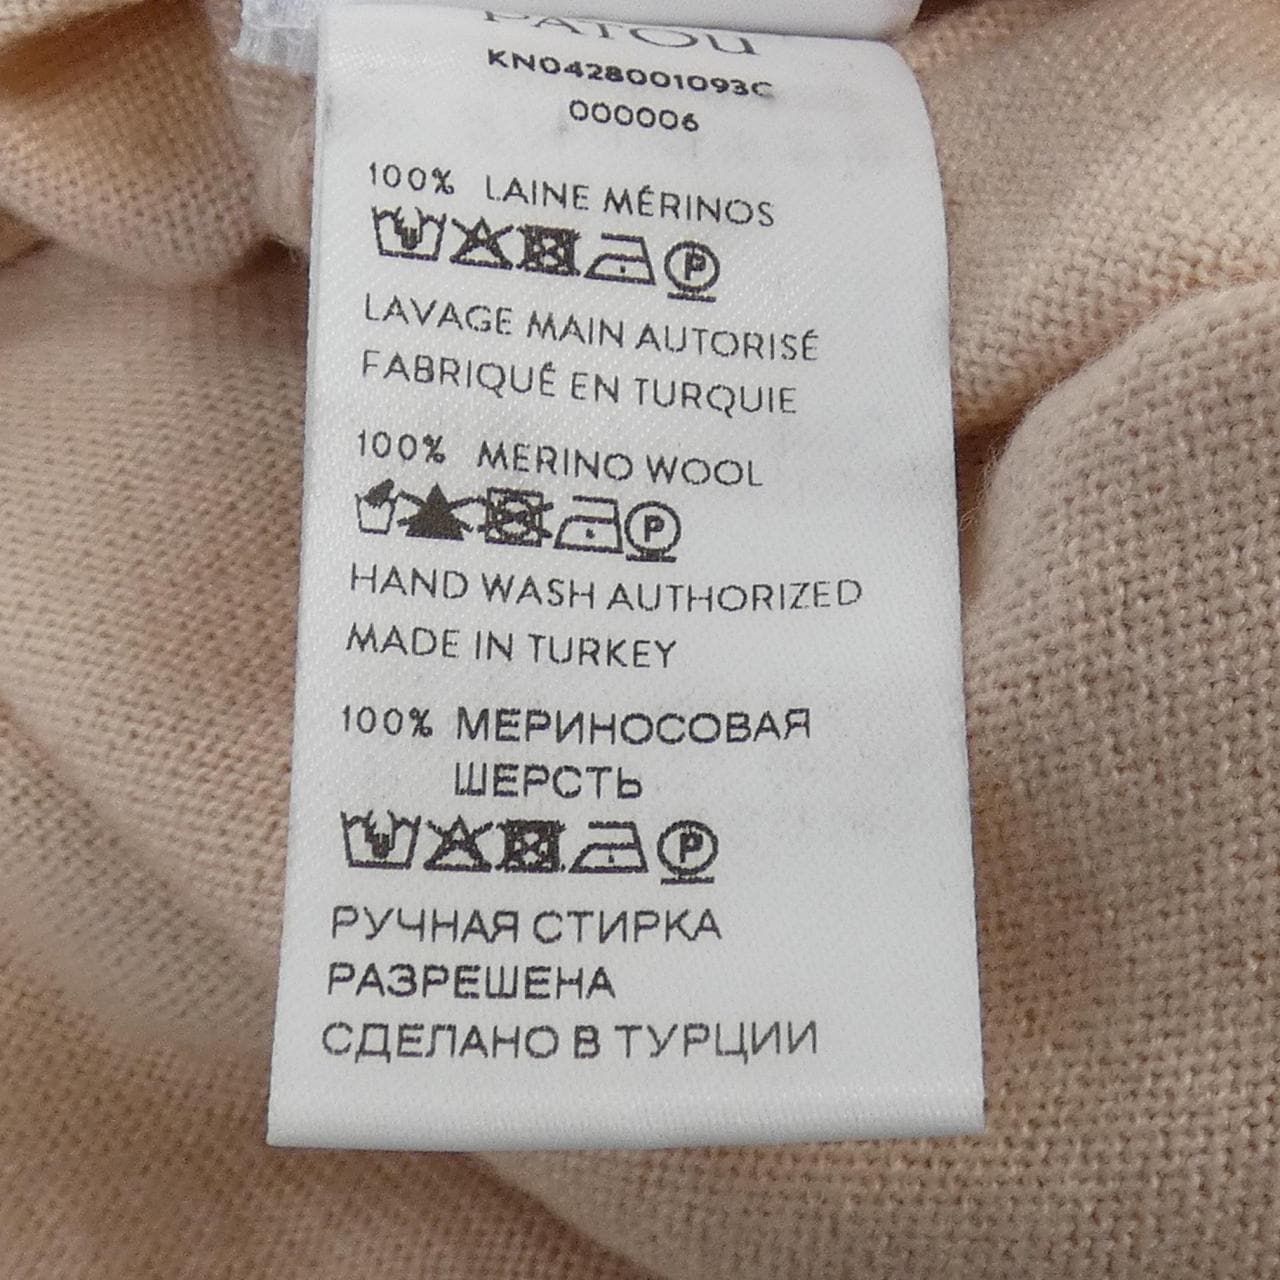 PATOU
KN0428001093C
000006
100% LAINE MÉRINOS
P
LAVAGE MAIN AUTORISÉ
FABRIQUÉ EN TURQUIE
100% MERINO WOOL
P
HAND WASH AUTHORIZED
MADE IN TURKEY
100% МЕРИНОСОВАЯ
ШЕРСТЬ
P
РУЧНАЯ СТИРКА
РАЗРЕШЕНА
СДЕЛАНО В ТУРЦИИ